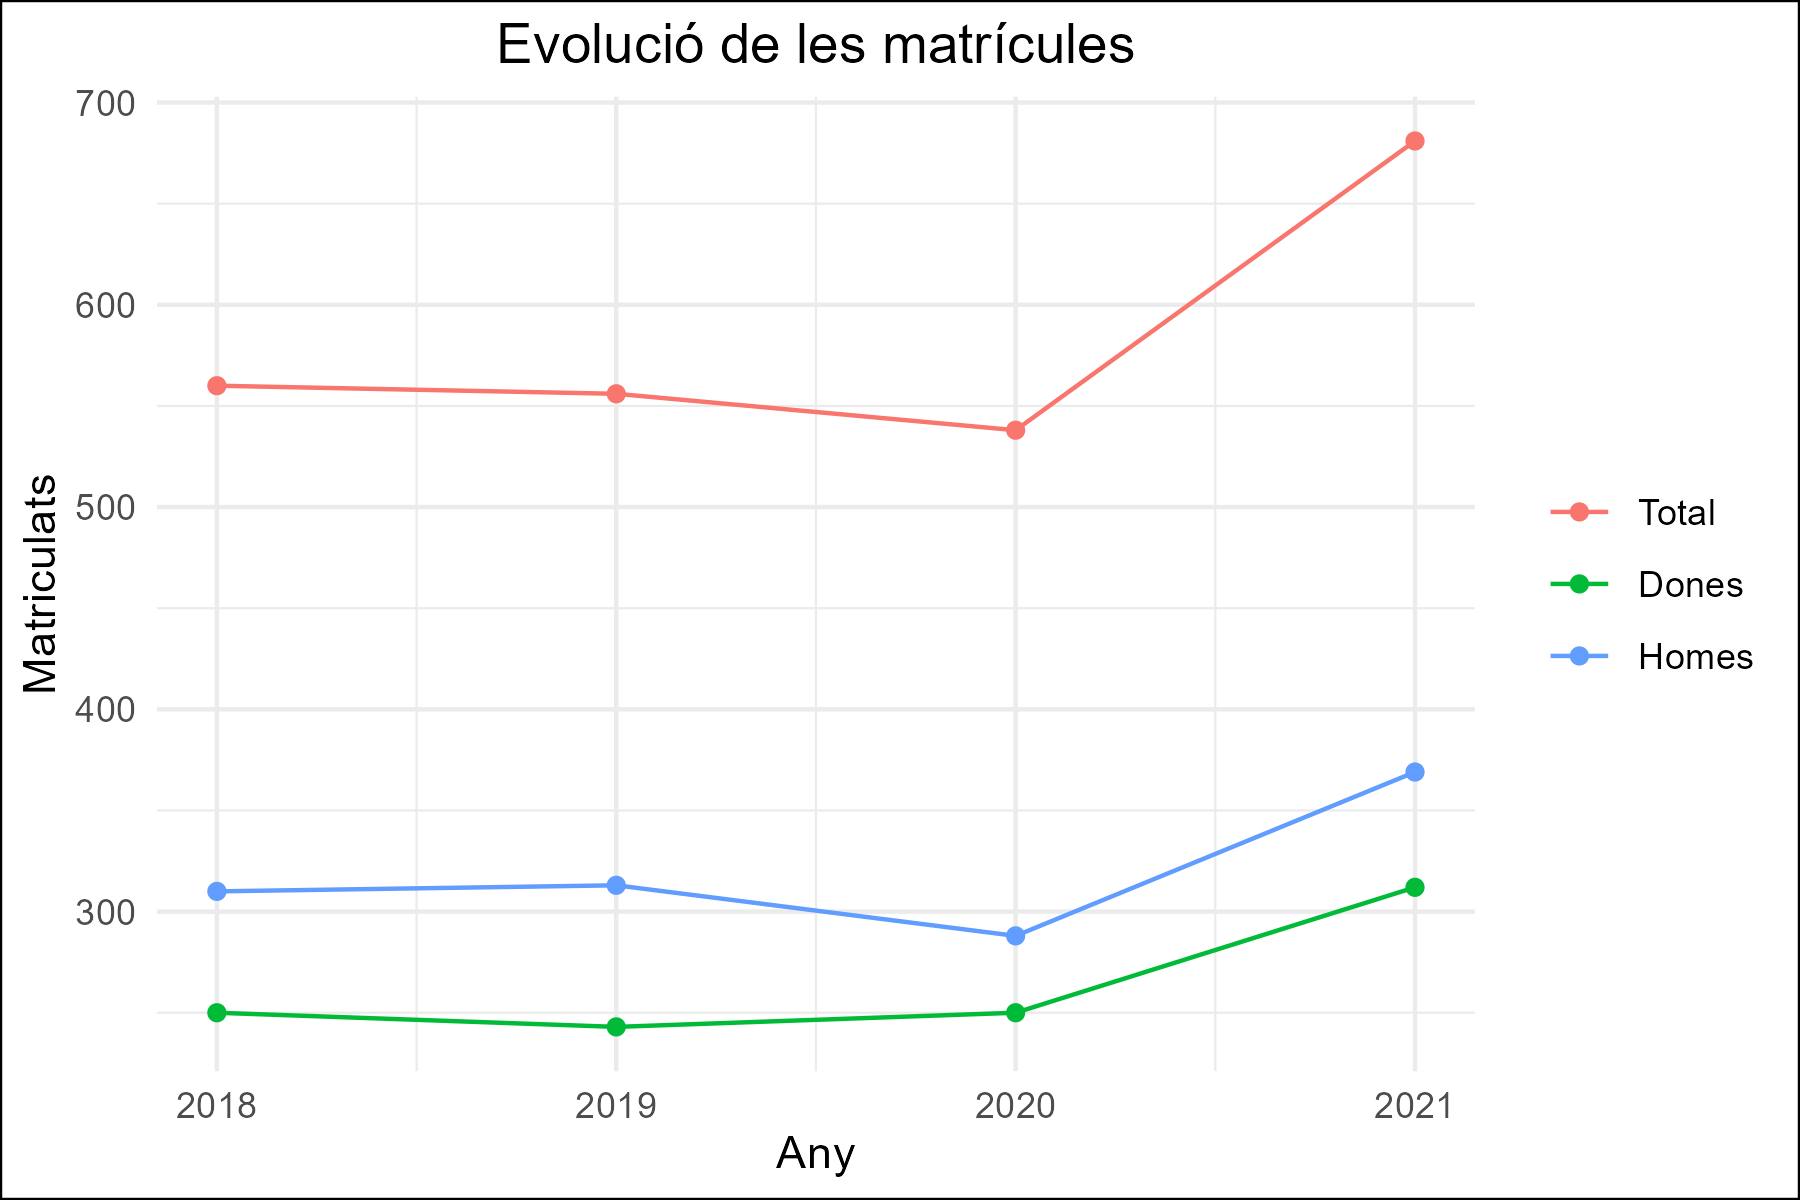 Evolució de les matrícules
700
600
500
400
300
Matriculats
2018 2019 2020 2021
Any
Total
Dones
Homes